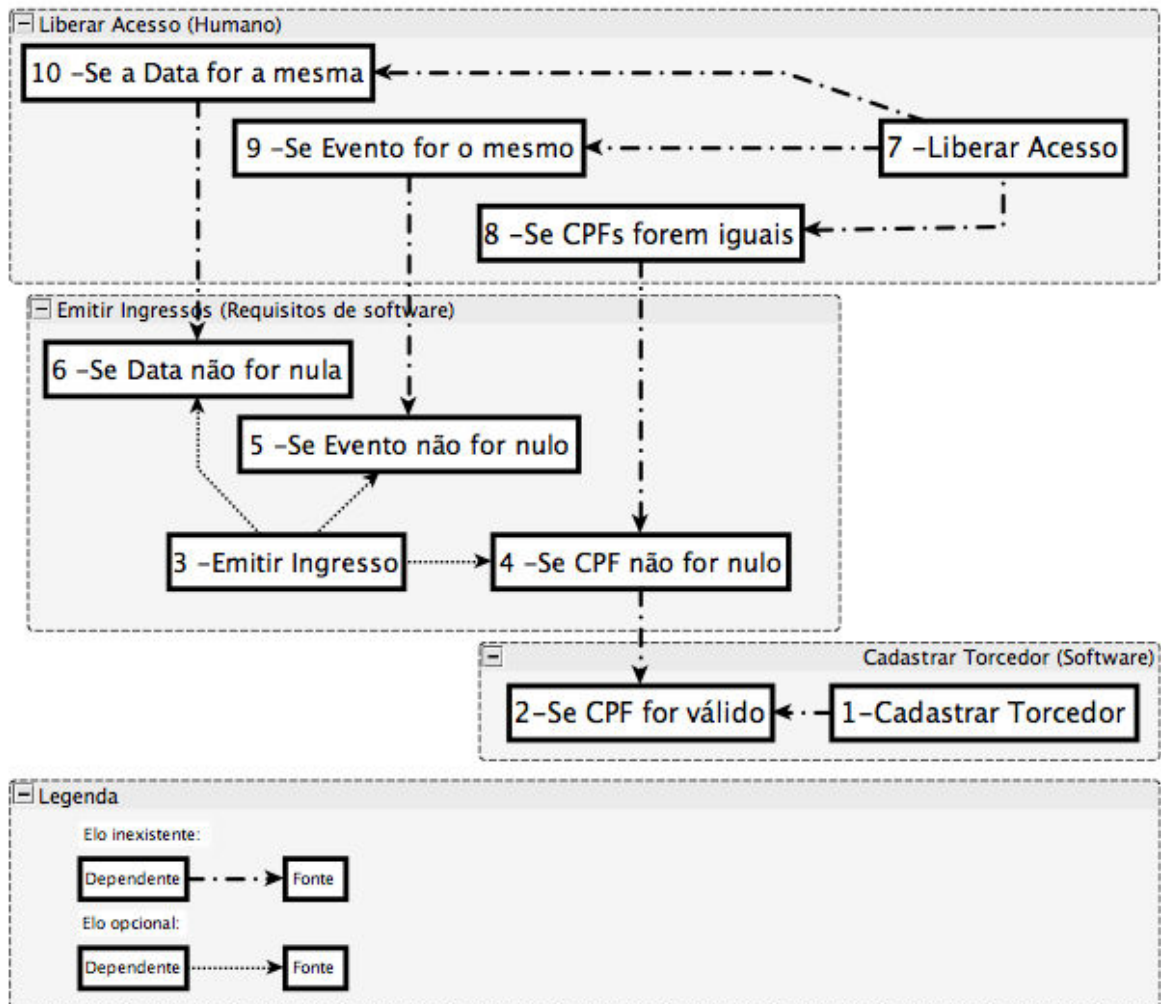 Liberar Acesso (Humano)
10 -Se a Data for a mesma
9 -Se Evento for o mesmo
7 -Liberar Acesso
8 -Se CPFs forem iguais
Emitir Ingressos (Requisitos de software)
6 -Se Data não for nula
5 -Se Evento não for nulo
3 -Emitir Ingresso
4 -Se CPF não for nulo
Cadastrar Torcedor (Software)
2-Se CPF for válido
1-Cadastrar Torcedor
Legenda
Elo inexistente:
Dependente
Fonte
Elo opcional:
Dependente
Fonte